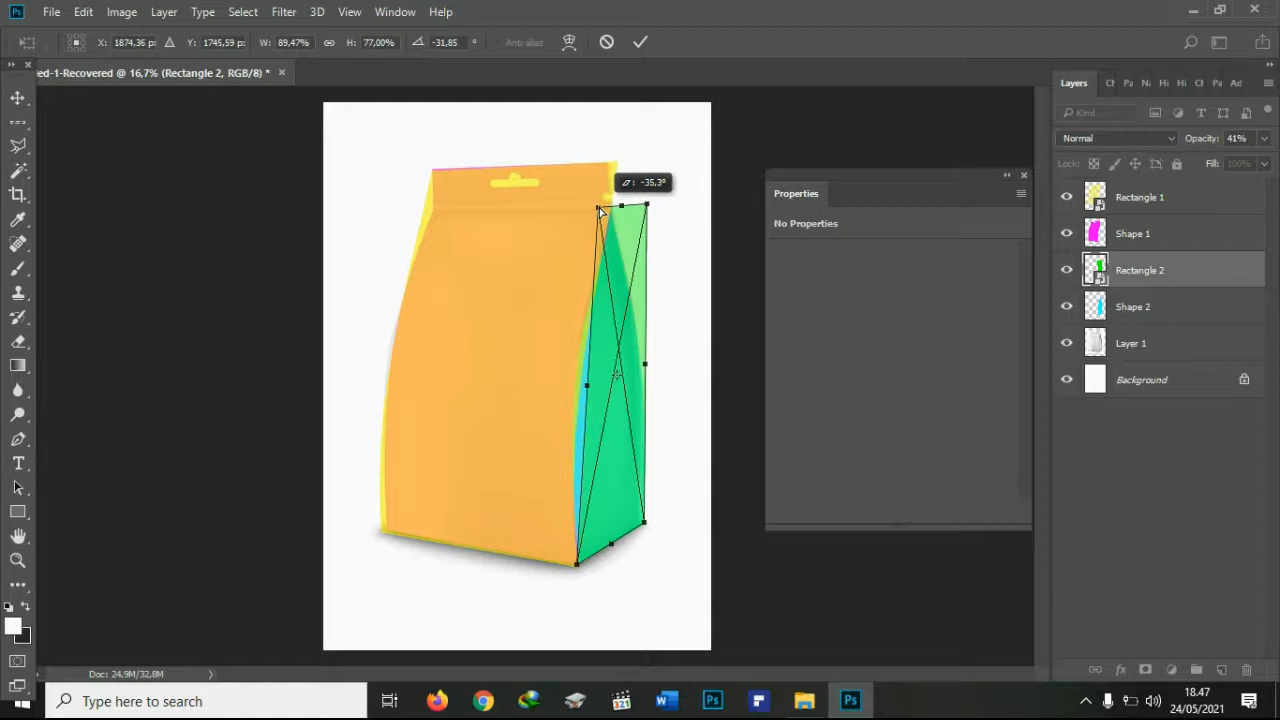 Ps File Edit Image Layer Type Select Filter 3D View Window Help
X: 1874,36 px Y: 1745,59 px W: 89,47% H: 77,00% -31,85 ° Anti-alias
ed-1-Recovered @ 16,7% (Rectangle 2, RGB/8) *
Layers
Kind
Normal Opacity: 41%
Lock: Fill: 100%
Properties
No Properties
: -35,3°
Rectangle 1
Shape 1
Rectangle 2
Shape 2
Layer 1
Background
Doc: 24,9M/32,8M
Type here to search
18.47
24/05/2021